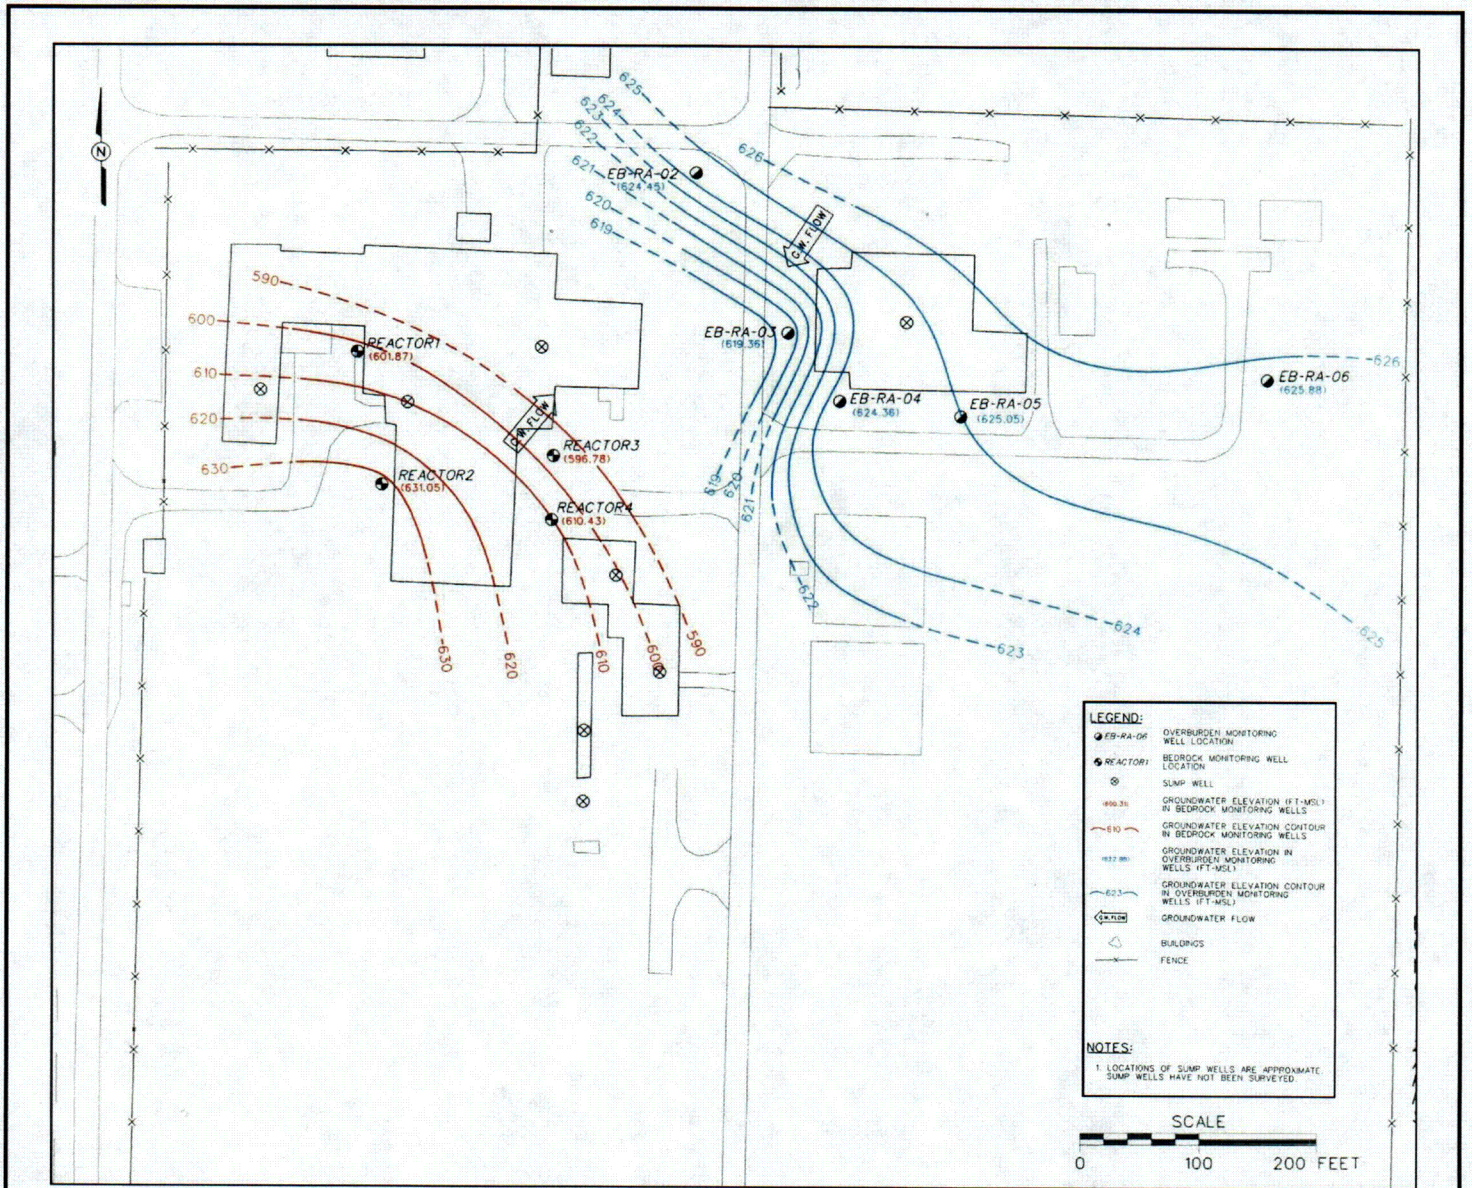 N
625
624
623
622
621
620
619
626
EB-RA-02
(624.45)
G.W. FLOW
590
600
610
620
630
REACTOR1
(601.87)
EB-RA-03
(619.36)
626
EB-RA-06
(625.88)
EB-RA-04
(624.36)
EB-RA-05
(625.05)
G.W. FLOW
REACTOR3
(596.78)
REACTOR2
(631.05)
REACTOR4
(610.43)
619
620
621
622
623
624
625
630
620
610
600
590
LEGEND:
EB-RA-06 OVERBURDEN MONITORING
WELL LOCATION
REACTOR1 BEDROCK MONITORING WELL
LOCATION
SUMP WELL
GROUNDWATER ELEVATION (FT-MSL)
IN BEDROCK MONITORING WELLS
610 GROUNDWATER ELEVATION CONTOUR
IN BEDROCK MONITORING WELLS
GROUNDWATER ELEVATION IN
OVERBURDEN MONITORING
WELLS (FT-MSL)
623 GROUNDWATER ELEVATION CONTOUR
IN OVERBURDEN MONITORING
WELLS (FT-MSL)
G.W. FLOW GROUNDWATER FLOW
BUILDINGS
FENCE
NOTES:
1. LOCATIONS OF SUMP WELLS ARE APPROXIMATE.
SUMP WELLS HAVE NOT BEEN SURVEYED.
SCALE
0 100 200 FEET